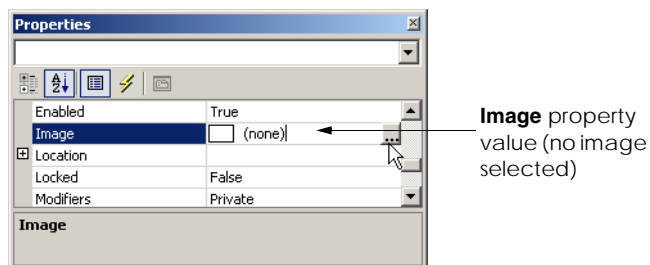 Properties
Enabled True
Image (none) ...
Location
Locked False
Modifiers Private
Image
Image property
value (no image
selected)